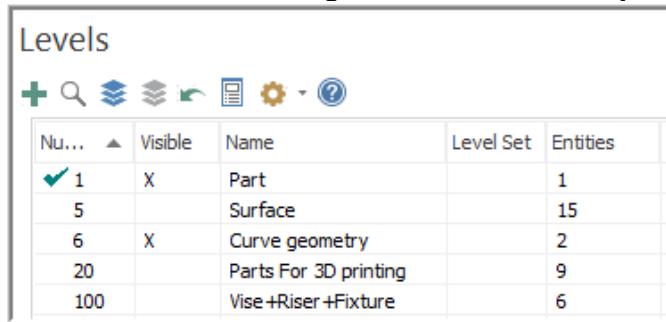 Levels
Nu... Visible Name Level Set Entities
1 X Part 1
5 Surface 15
6 X Curve geometry 2
20 Parts For 3D printing 9
100 Vise+Riser+Fixture 6